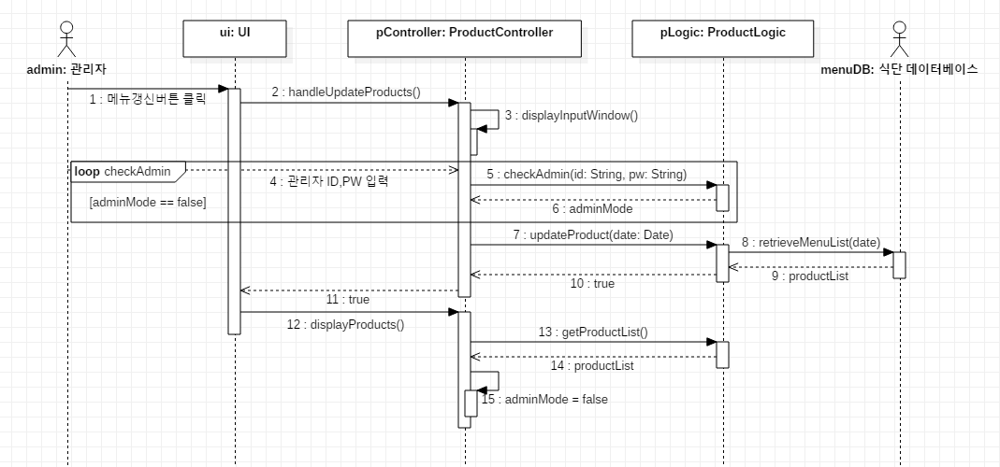 ui: UI
pController: ProductController
pLogic: ProductLogic
admin: 관리자
menuDB: 식단 데이터베이스
1 : 메뉴갱신버튼 클릭
2 : handleUpdateProducts()
3 : displayInputWindow()
loop checkAdmin
[adminMode == false]
4 : 관리자 ID,PW 입력
5 : checkAdmin(id: String, pw: String)
6 : adminMode
7 : updateProduct(date: Date)
8 : retrieveMenuList(date)
9 : productList
10 : true
11 : true
12 : displayProducts()
13 : getProductList()
14 : productList
15 : adminMode = false